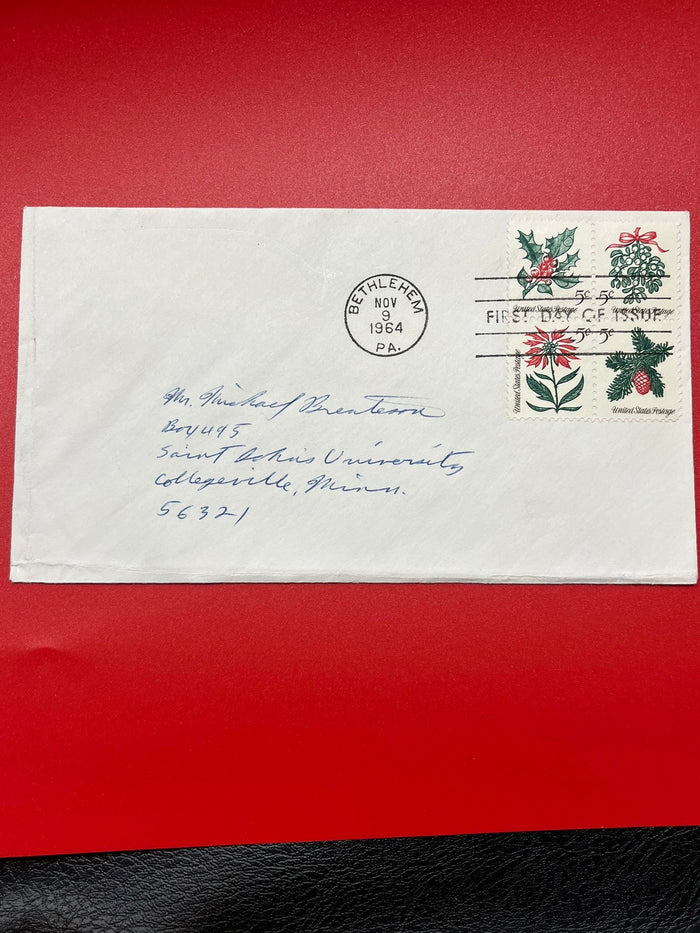 BETHLEHEM
NOV
9
1964
PA.
FIRST DAY OF ISSUE
5c
United States Postage
5c
United States Postage
5c
United States Postage
5c
United States Postage
Mr. Michael
Box 495
Saint John's University
Collegeville, Minn.
56321